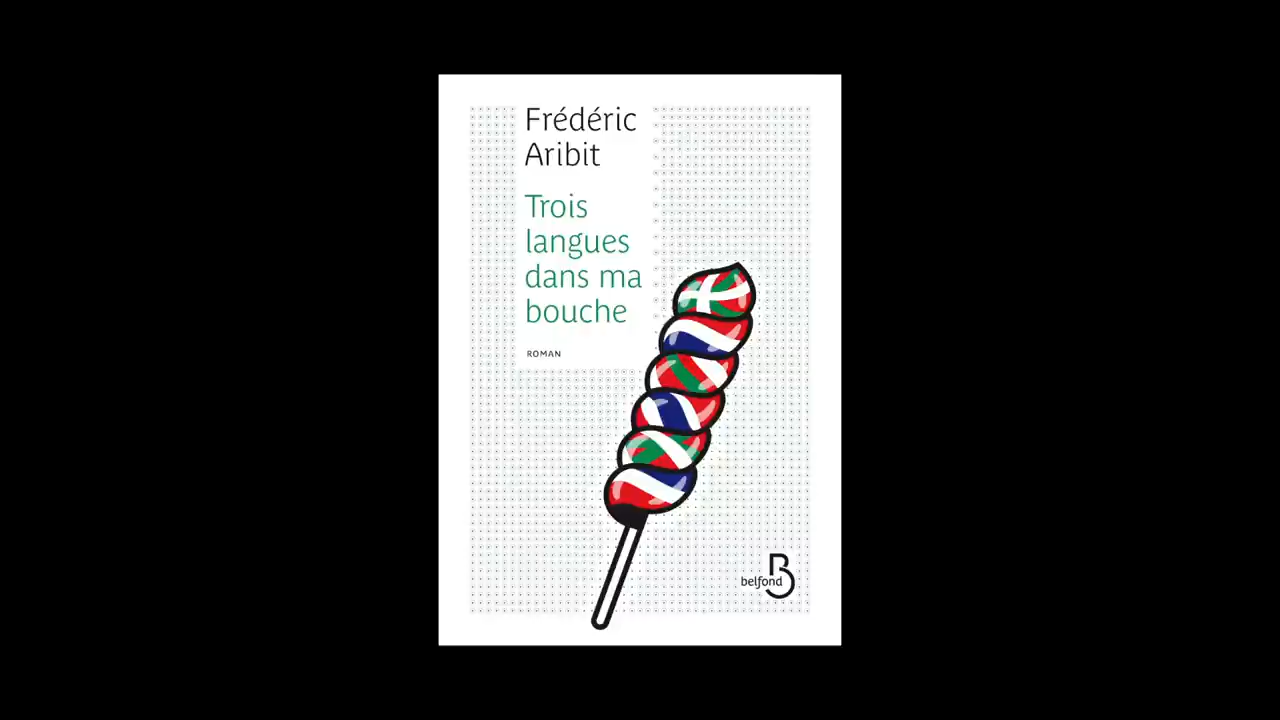 Frédéric
Aribit
Trois
langues
dans ma
bouche
ROMAN
belfond